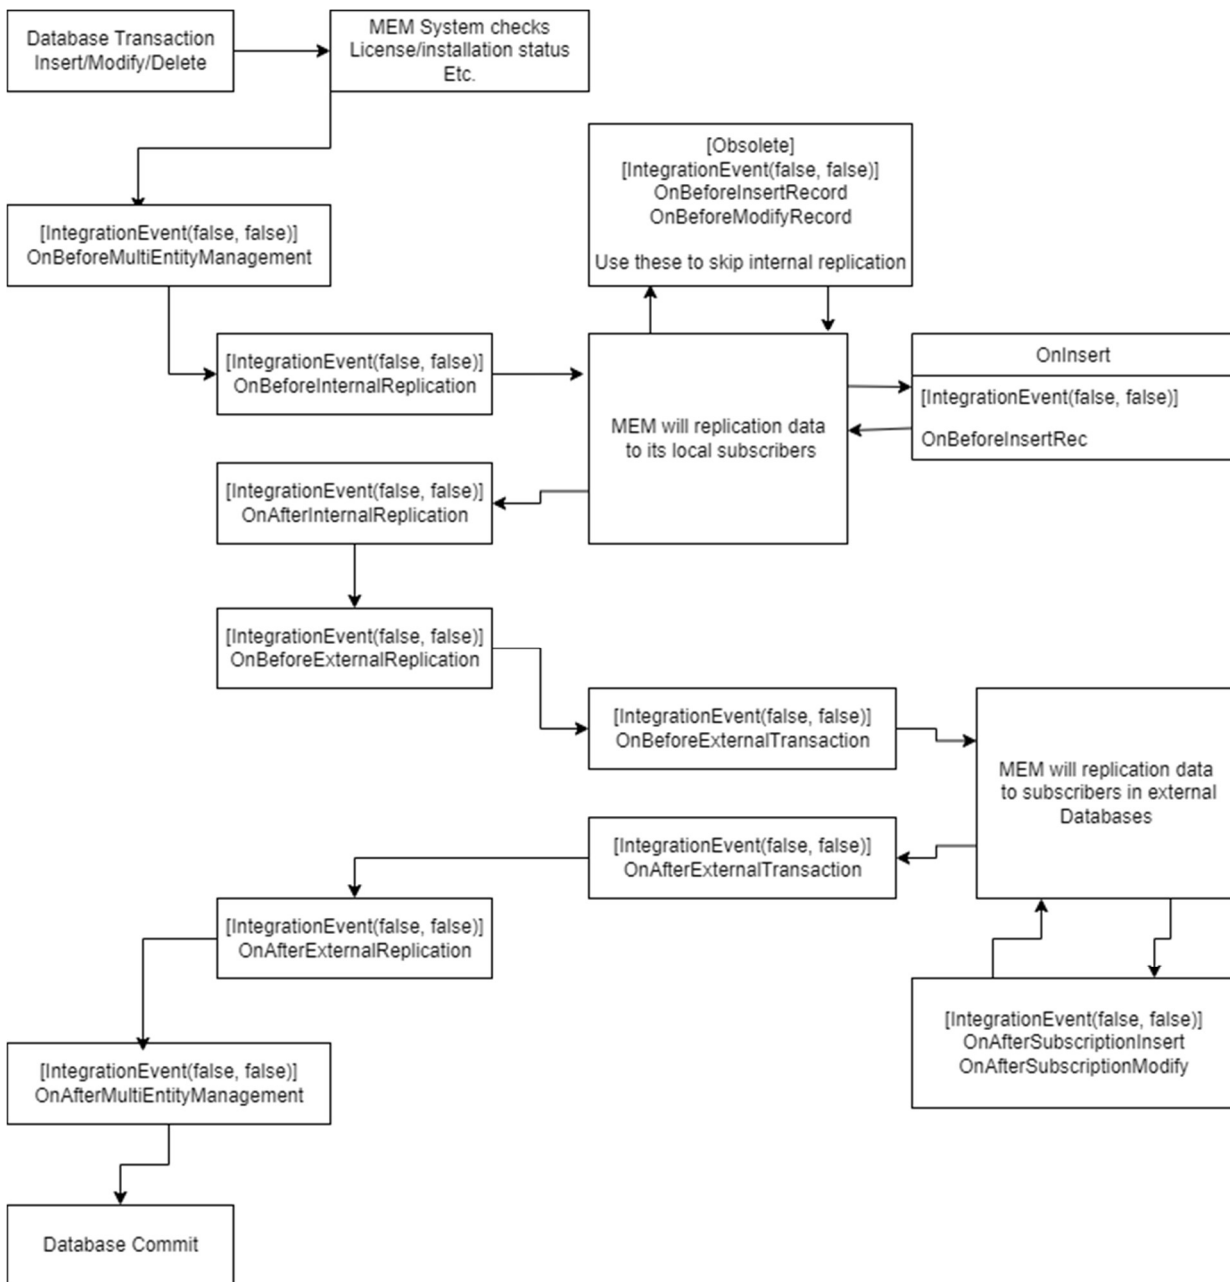 Database Transaction
Insert/Modify/Delete
MEM System checks
License/installation status
Etc.
[IntegrationEvent(false, false)]
OnBeforeMultiEntityManagement
[Obsolete]
[IntegrationEvent(false, false)]
OnBeforeInsertRecord
OnBeforeModifyRecord
Use these to skip internal replication
[IntegrationEvent(false, false)]
OnBeforeInternalReplication
MEM will replication data
to its local subscribers
OnInsert
[IntegrationEvent(false, false)]
OnBeforeInsertRec
[IntegrationEvent(false, false)]
OnAfterInternalReplication
[IntegrationEvent(false, false)]
OnBeforeExternalReplication
[IntegrationEvent(false, false)]
OnBeforeExternalTransaction
MEM will replication data
to subscribers in external
Databases
[IntegrationEvent(false, false)]
OnAfterExternalTransaction
[IntegrationEvent(false, false)]
OnAfterExternalReplication
[IntegrationEvent(false, false)]
OnAfterSubscriptionInsert
OnAfterSubscriptionModify
[IntegrationEvent(false, false)]
OnAfterMultiEntityManagement
Database Commit